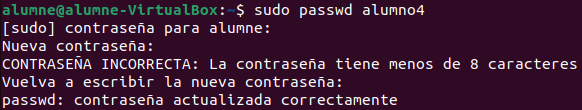 alumne@alumne-VirtualBox:~$ sudo passwd alumno4
[sudo] contraseña para alumne:
Nueva contraseña:
CONTRASEÑA INCORRECTA: La contraseña tiene menos de 8 caracteres
Vuelva a escribir la nueva contraseña:
passwd: contraseña actualizada correctamente